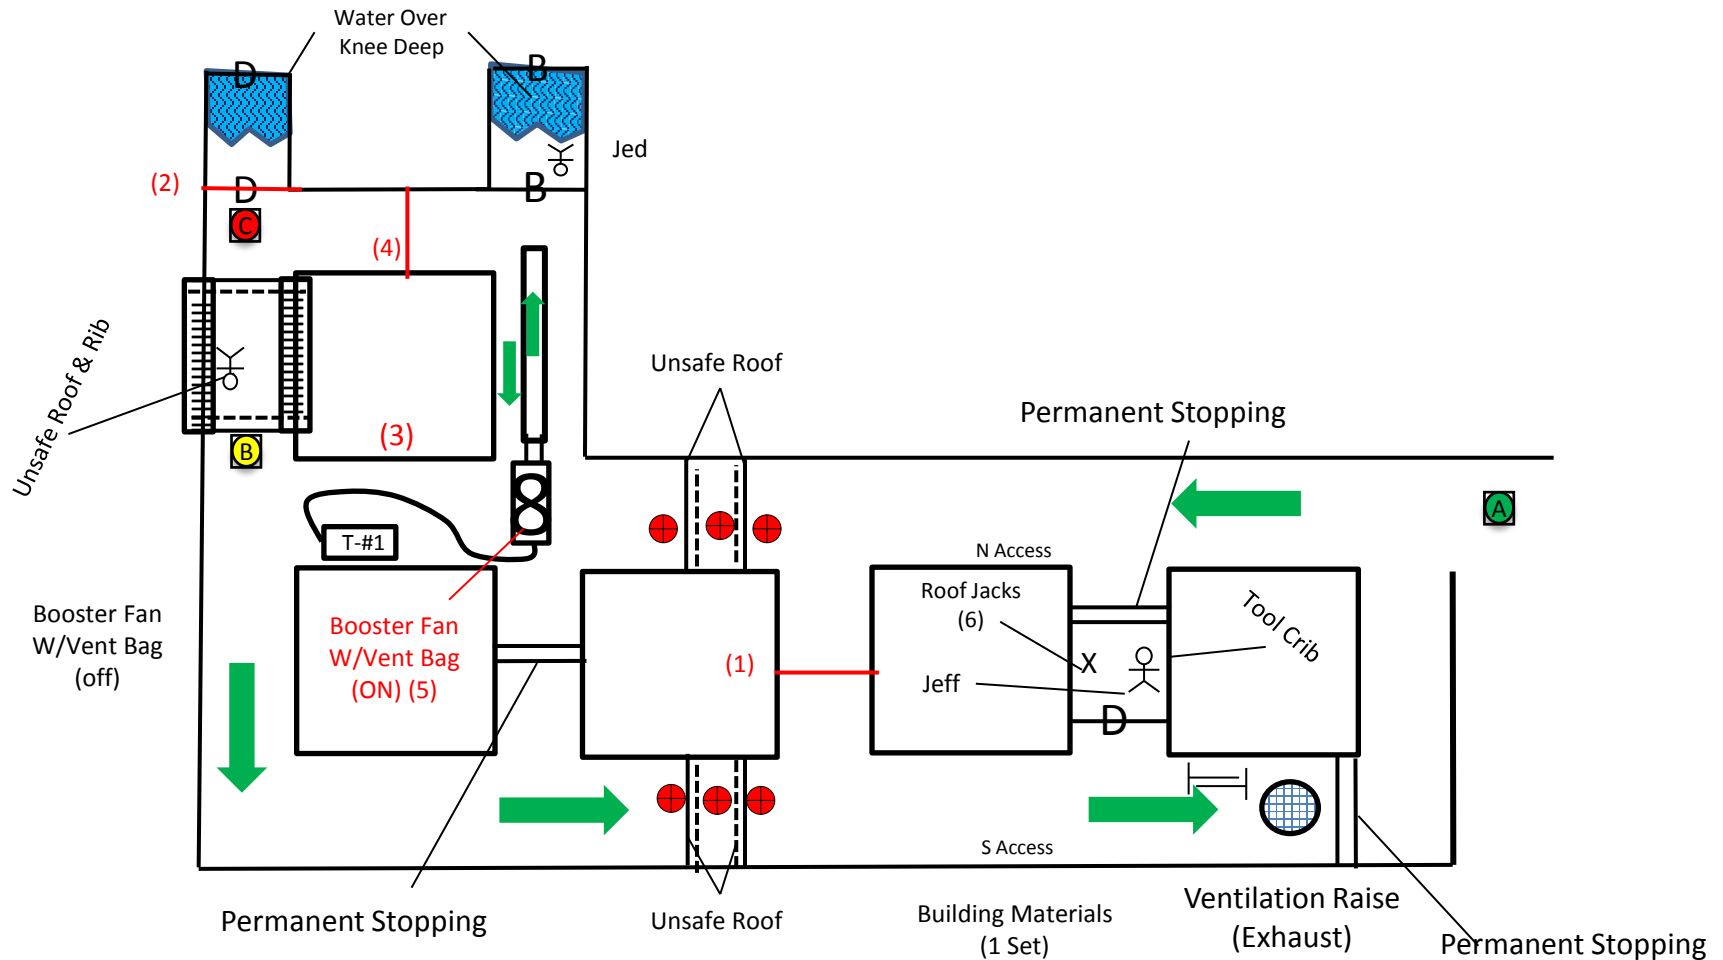 Water Over
Knee Deep
D
B
Jed
(2)
D
B
C
(4)
Unsafe Roof & Rib
Unsafe Roof
Permanent Stopping
(3)
B
A
T-#1
N Access
Booster Fan
W/Vent Bag
(off)
Booster Fan
W/Vent Bag
(ON) (5)
(1)
Roof Jacks
(6)
X
Jeff
D
Tool Crib
S Access
Permanent Stopping
Unsafe Roof
Building Materials
(1 Set)
Ventilation Raise
(Exhaust)
Permanent Stopping